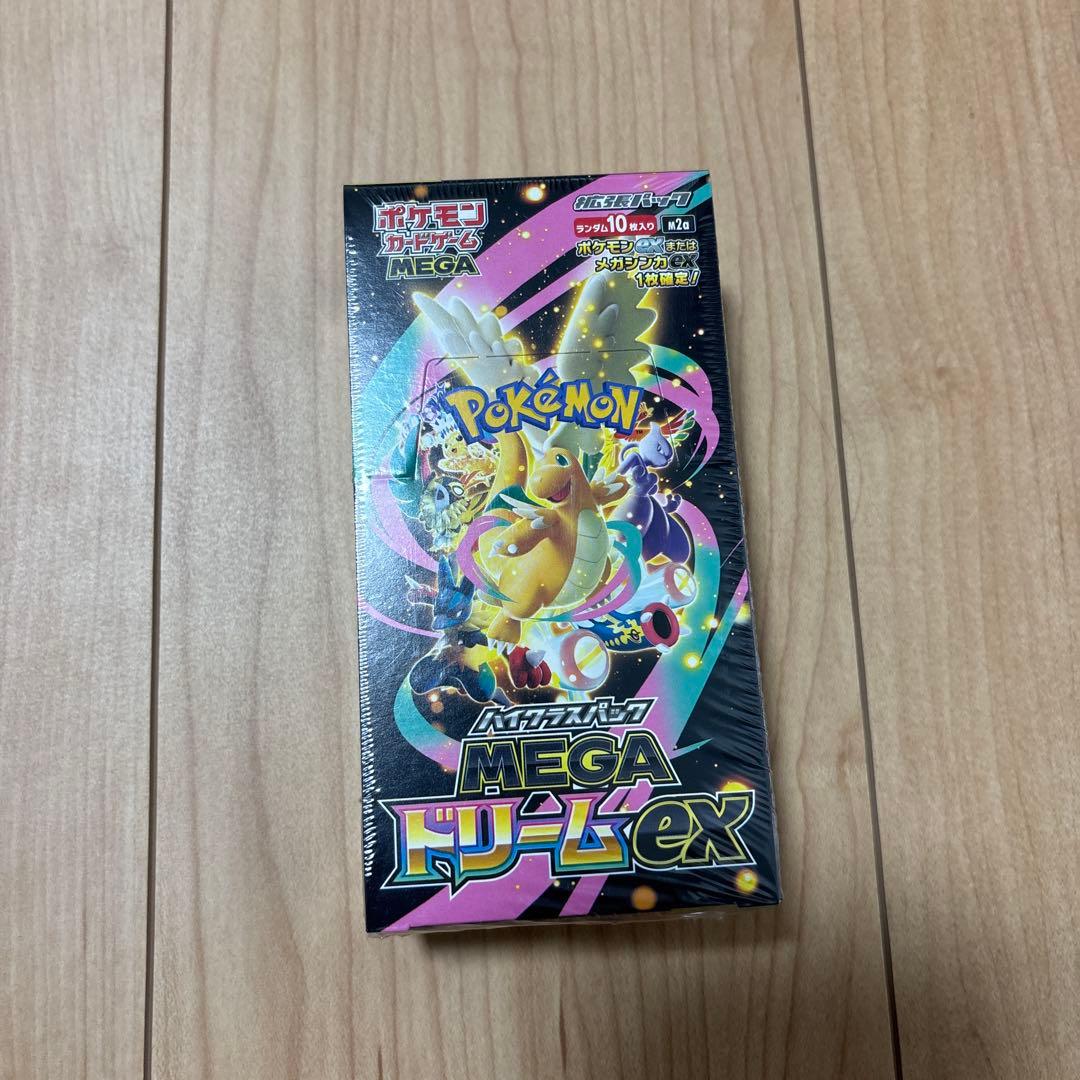 ポケモン
カードゲーム
MEGA
拡張パック
ランダム10枚入り M2a
ポケモンexまたは
メガシンカex
1枚確定!
POKéMON
TM
ハイクラスパック
MEGA
ドリームex